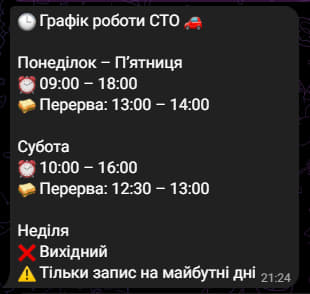 🕒 Графік роботи СТО 🚗
Понеділок – П’ятниця
⏰ 09:00 – 18:00
🧽 Перерва: 13:00 – 14:00
Субота
⏰ 10:00 – 16:00
🧽 Перерва: 12:30 – 13:00
Неділя
❌ Вихідний
⚠️ Тільки запис на майбутні дні 21:24